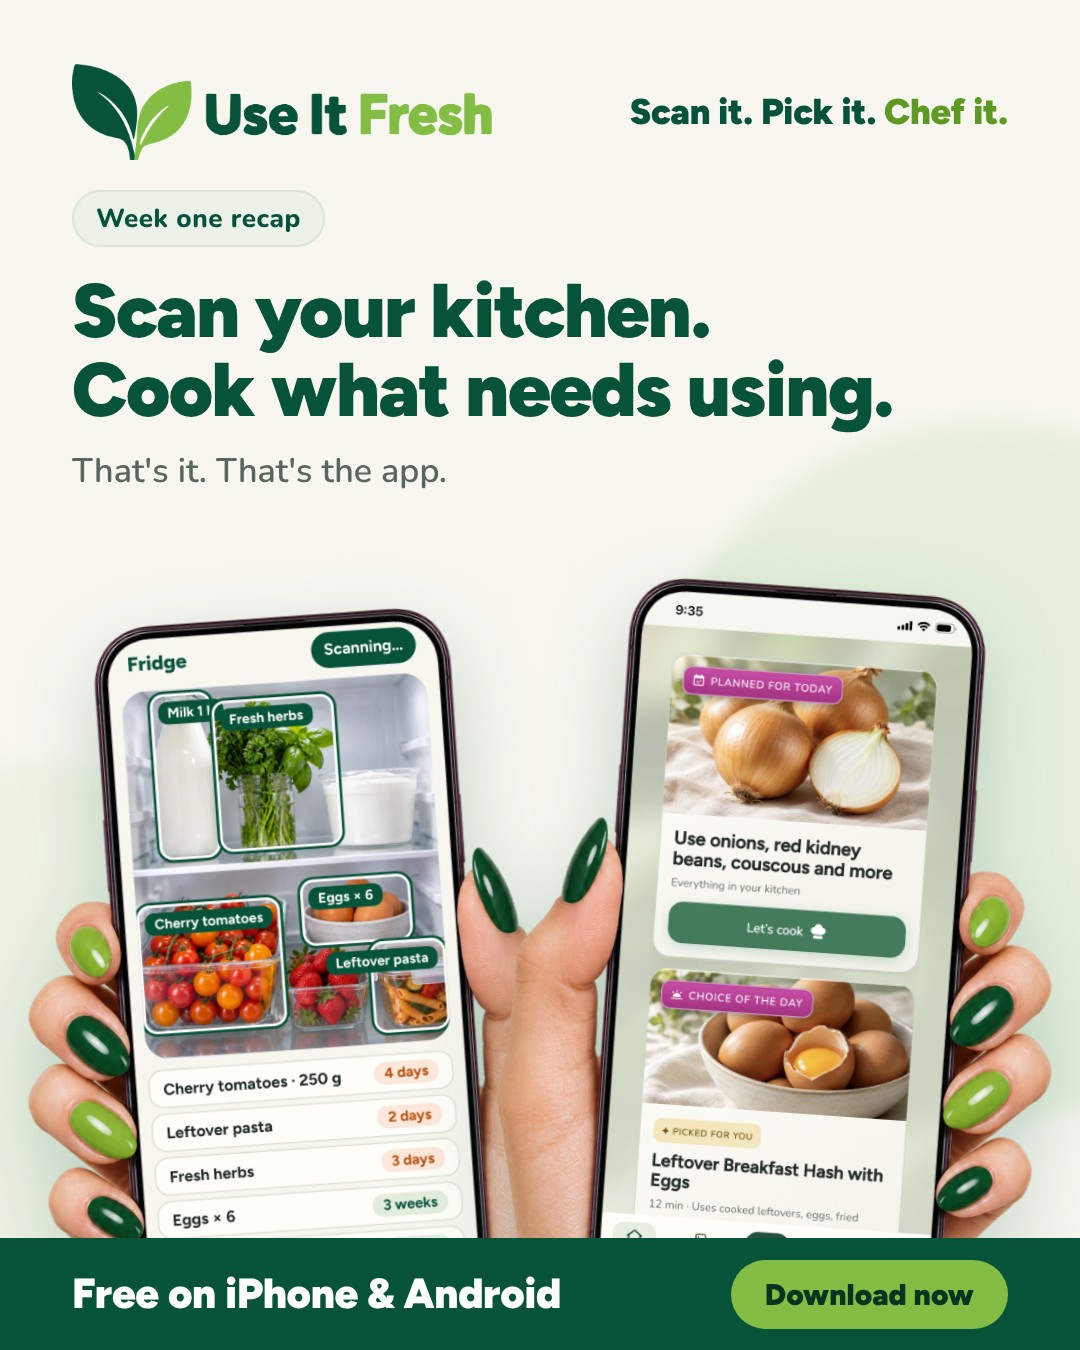 Use It Fresh
Scan it. Pick it. Chef it.
Week one recap
Scan your kitchen.
Cook what needs using.
That's it. That's the app.
Fridge
Scanning...
Milk 1 l
Fresh herbs
Eggs × 6
Cherry tomatoes
Leftover pasta
Cherry tomatoes · 250 g
4 days
Leftover pasta
2 days
Fresh herbs
3 days
Eggs × 6
3 weeks
9:35
PLANNED FOR TODAY
Use onions, red kidney
beans, couscous and more
Everything in your kitchen
Let's cook
CHOICE OF THE DAY
PICKED FOR YOU
Leftover Breakfast Hash with
Eggs
12 min · Uses cooked leftovers, eggs, fried
Free on iPhone & Android
Download now